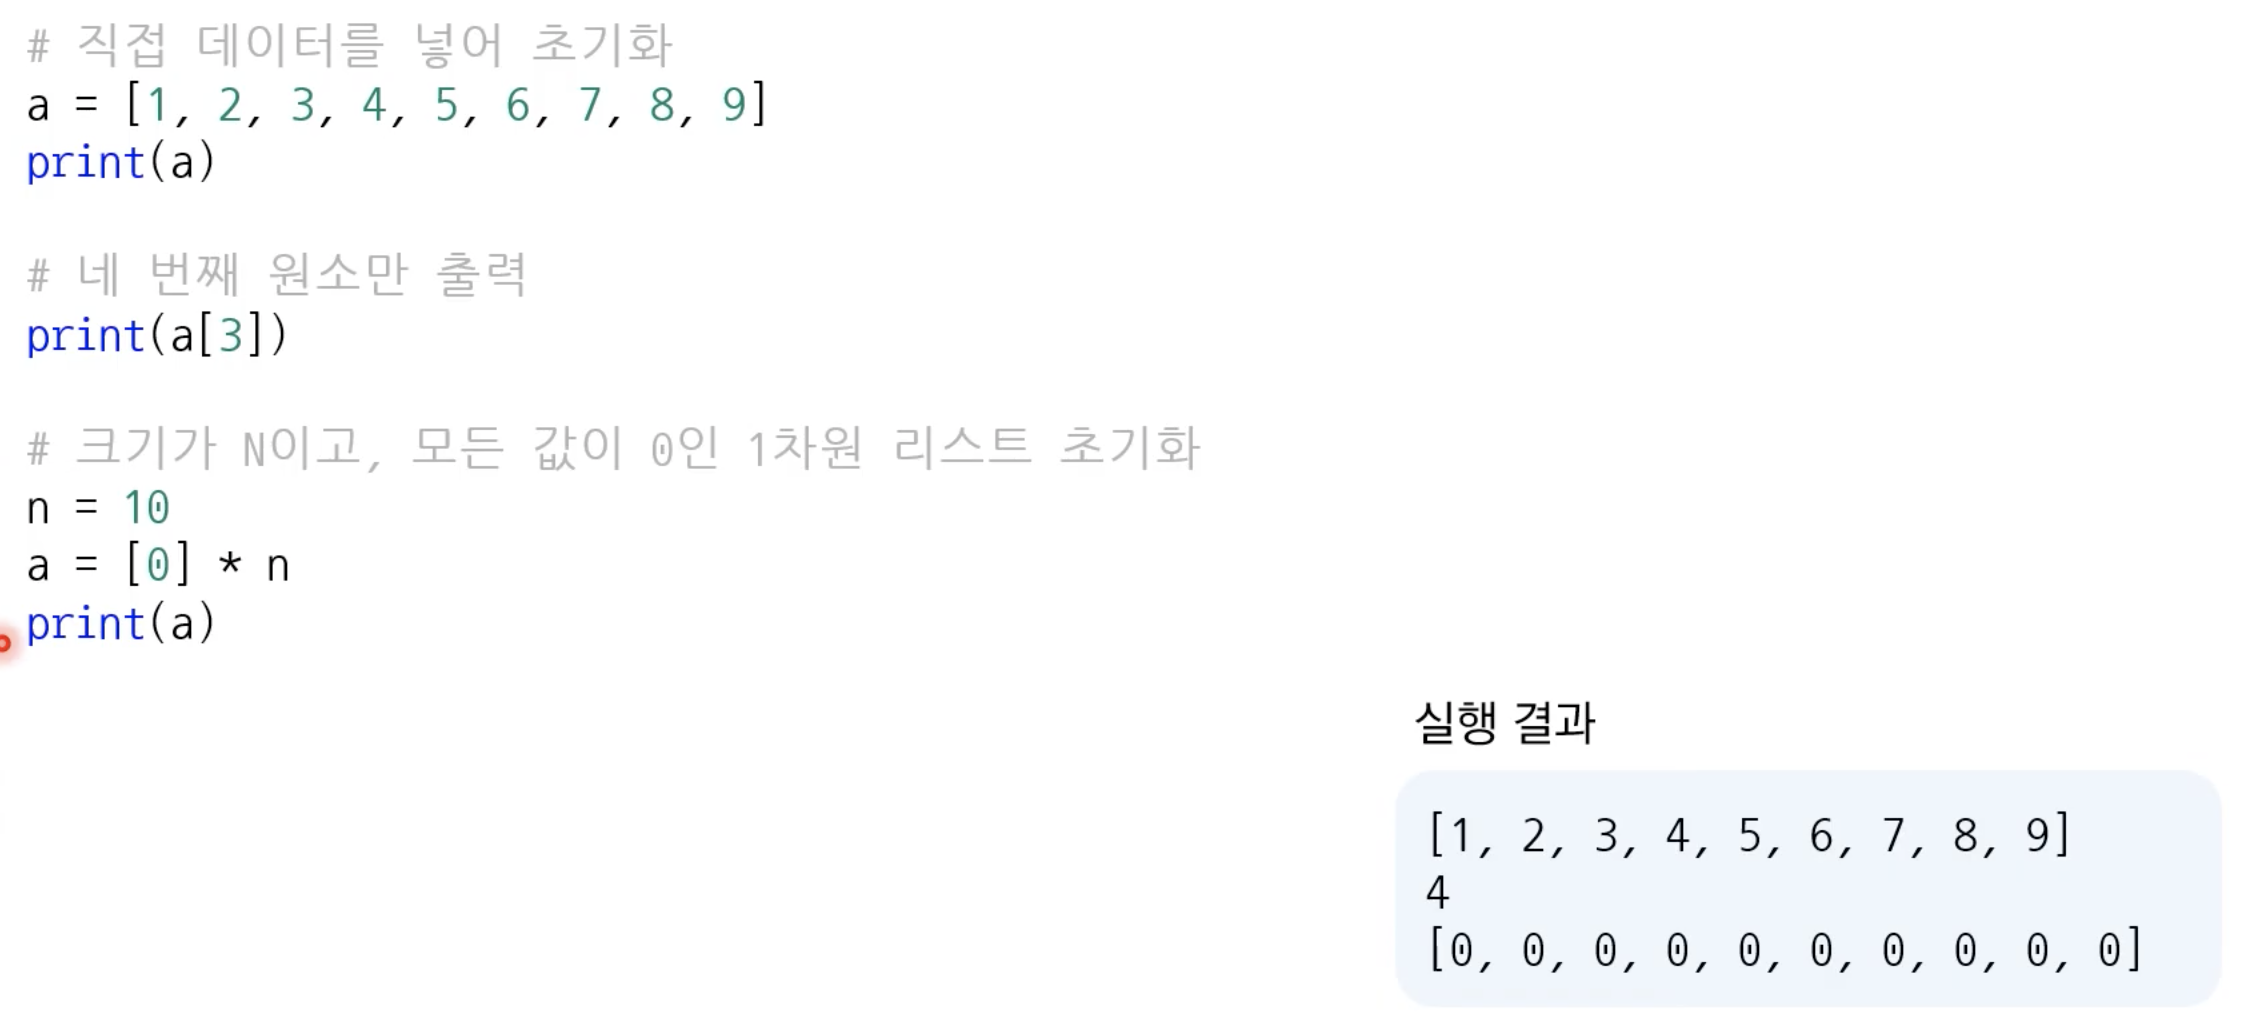 # 직접 데이터를 넣어 초기화
a = [1, 2, 3, 4, 5, 6, 7, 8, 9]
print(a)
# 네 번째 원소만 출력
print(a[3])
# 크기가 N이고, 모든 값이 0인 1차원 리스트 초기화
n = 10
a = [0] * n
print(a)
실행 결과
[1, 2, 3, 4, 5, 6, 7, 8, 9]
4
[0, 0, 0, 0, 0, 0, 0, 0, 0, 0]